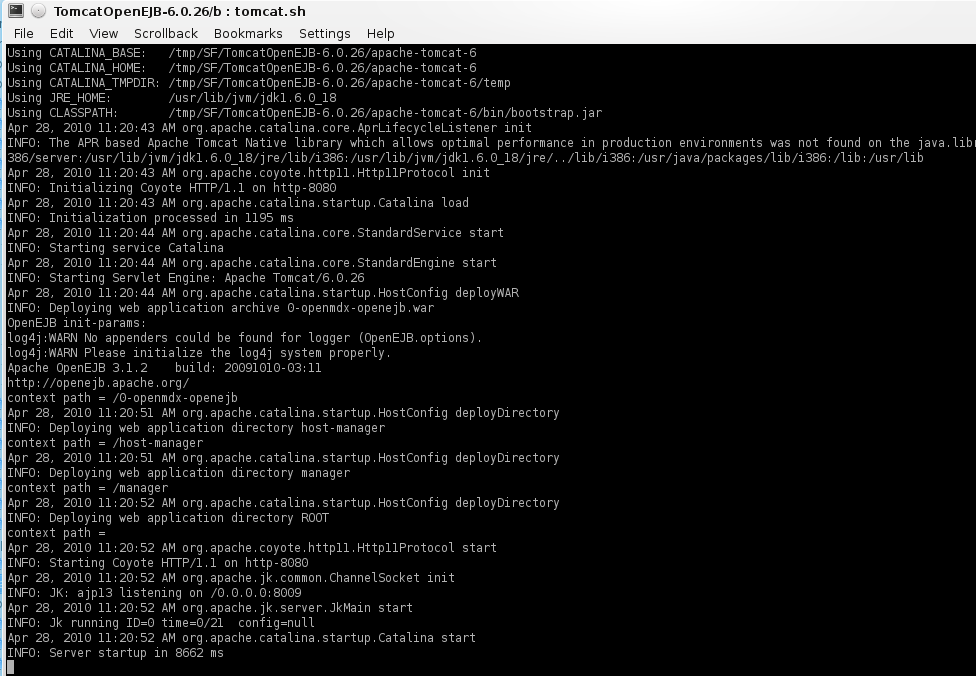 TomcatOpenEJB-6.0.26/b : tomcat.sh
File Edit View Scrollback Bookmarks Settings Help
Using CATALINA_BASE:   /tmp/SF/TomcatOpenEJB-6.0.26/apache-tomcat-6
Using CATALINA_HOME:   /tmp/SF/TomcatOpenEJB-6.0.26/apache-tomcat-6
Using CATALINA_TMPDIR: /tmp/SF/TomcatOpenEJB-6.0.26/apache-tomcat-6/temp
Using JRE_HOME:        /usr/lib/jvm/jdk1.6.0_18
Using CLASSPATH:       /tmp/SF/TomcatOpenEJB-6.0.26/apache-tomcat-6/bin/bootstrap.jar
Apr 28, 2010 11:20:43 AM org.apache.catalina.core.AprLifecycleListener init
INFO: The APR based Apache Tomcat Native library which allows optimal performance in production environments was not found on the java.libr
386/server:/usr/lib/jvm/jdk1.6.0_18/jre/lib/i386:/usr/lib/jvm/jdk1.6.0_18/jre/../lib/i386:/usr/java/packages/lib/i386:/lib:/usr/lib
Apr 28, 2010 11:20:43 AM org.apache.coyote.http11.Http11Protocol init
INFO: Initializing Coyote HTTP/1.1 on http-8080
Apr 28, 2010 11:20:43 AM org.apache.catalina.startup.Catalina load
INFO: Initialization processed in 1195 ms
Apr 28, 2010 11:20:44 AM org.apache.catalina.core.StandardService start
INFO: Starting service Catalina
Apr 28, 2010 11:20:44 AM org.apache.catalina.core.StandardEngine start
INFO: Starting Servlet Engine: Apache Tomcat/6.0.26
Apr 28, 2010 11:20:44 AM org.apache.catalina.startup.HostConfig deployWAR
INFO: Deploying web application archive 0-openmdx-openejb.war
OpenEJB init-params:
log4j:WARN No appenders could be found for logger (OpenEJB.options).
log4j:WARN Please initialize the log4j system properly.
Apache OpenEJB 3.1.2    build: 20091010-03:11
http://openejb.apache.org/
context path = /0-openmdx-openejb
Apr 28, 2010 11:20:51 AM org.apache.catalina.startup.HostConfig deployDirectory
INFO: Deploying web application directory host-manager
context path = /host-manager
Apr 28, 2010 11:20:51 AM org.apache.catalina.startup.HostConfig deployDirectory
INFO: Deploying web application directory manager
context path = /manager
Apr 28, 2010 11:20:52 AM org.apache.catalina.startup.HostConfig deployDirectory
INFO: Deploying web application directory ROOT
context path =
Apr 28, 2010 11:20:52 AM org.apache.coyote.http11.Http11Protocol start
INFO: Starting Coyote HTTP/1.1 on http-8080
Apr 28, 2010 11:20:52 AM org.apache.jk.common.ChannelSocket init
INFO: JK: ajp13 listening on /0.0.0.0:8009
Apr 28, 2010 11:20:52 AM org.apache.jk.server.JkMain start
INFO: Jk running ID=0 time=0/21  config=null
Apr 28, 2010 11:20:52 AM org.apache.catalina.startup.Catalina start
INFO: Server startup in 8662 ms